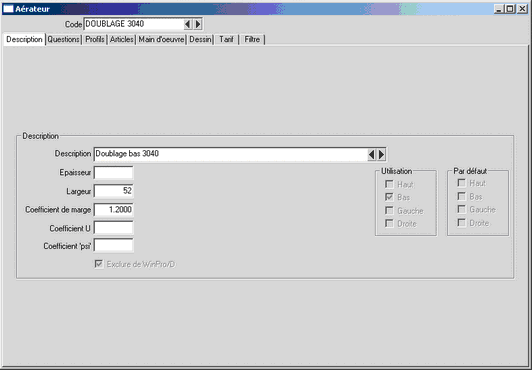 Aérateur
Code DOUBLAGE 3040
Description Questions Profils Articles Main d'oeuvre Dessin Tarif Filtre
Description
Description Doublage bas 3040
Epaisseur
Largeur 52
Coefficient de marge 1.2000
Coefficient U
Coefficient 'psi'
Exclure de WinPro/D
Utilisation
Haut
Bas
Gauche
Droite
Par défaut
Haut
Bas
Gauche
Droite